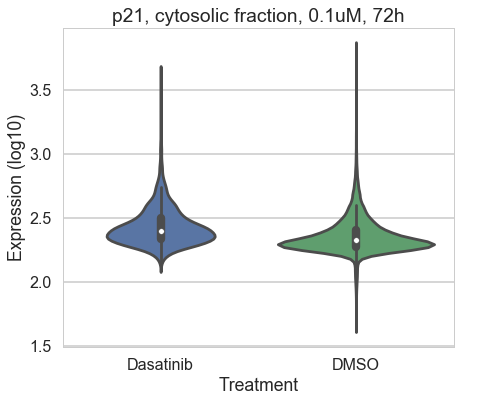 p21, cytosolic fraction, 0.1uM, 72h
Expression (log10)
3.5
3.0
2.5
2.0
1.5
Dasatinib
DMSO
Treatment